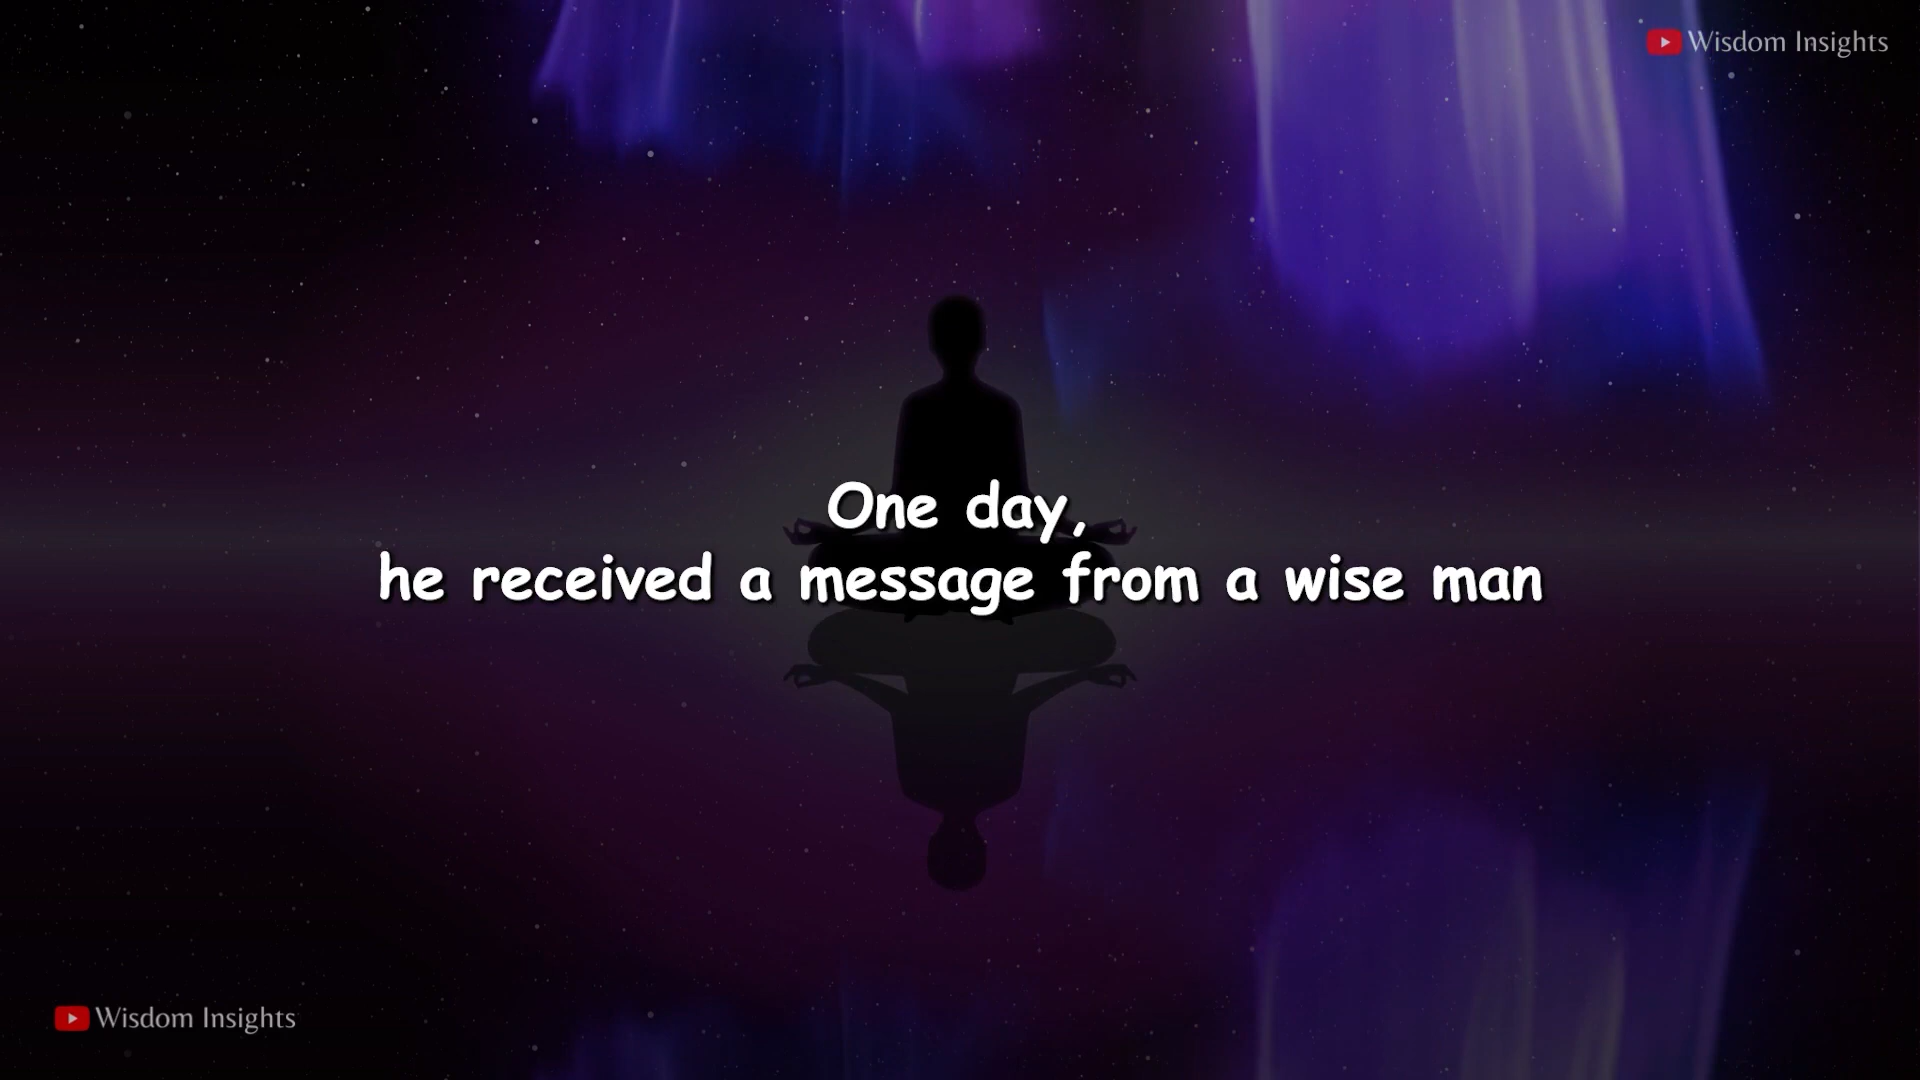 Wisdom Insights
One day,
he received a message from a wise man
Wisdom Insights